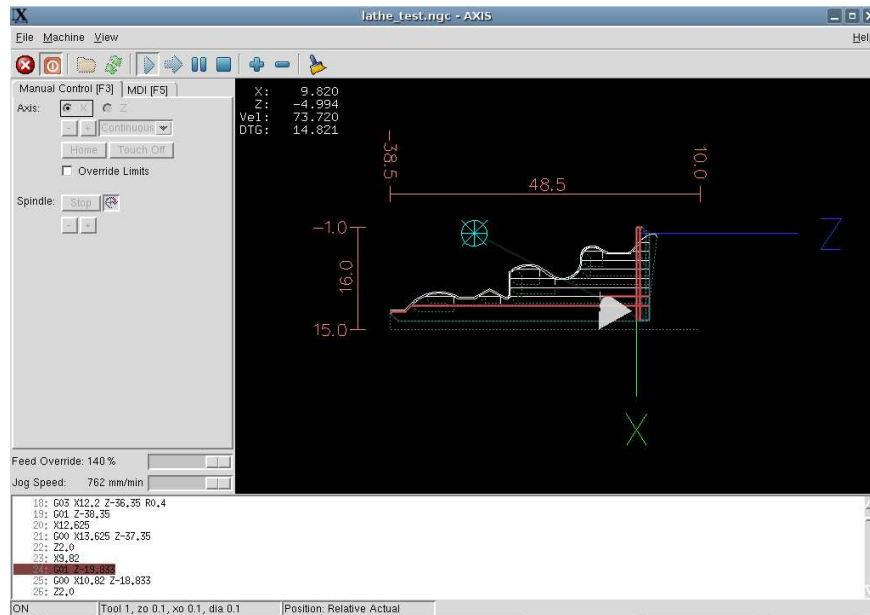 lathe_test.ngc - AXIS
File Machine View Help
Manual Control [F3] MDI [F5]
Axis: X Z
- + Continuous
Home Touch Off
Override Limits
Spindle: Stop
- +
Feed Override: 140 %
Jog Speed: 762 mm/min
X: 9.820
Z: -4.994
Vel: 73.720
DTG: 14.821
-38.5
10.0
48.5
-1.0
16.0
15.0
Z
X
18: G03 X12.2 Z-36.35 R0.4
19: G01 Z-38.35
20: X12.625
21: G00 X13.625 Z-37.35
22: Z2.0
23: X9.82
24: G01 Z-19.833
25: G00 X10.82 Z-18.833
26: Z2.0
ON Tool 1, zo 0.1, xo 0.1, dia 0.1 Position: Relative Actual